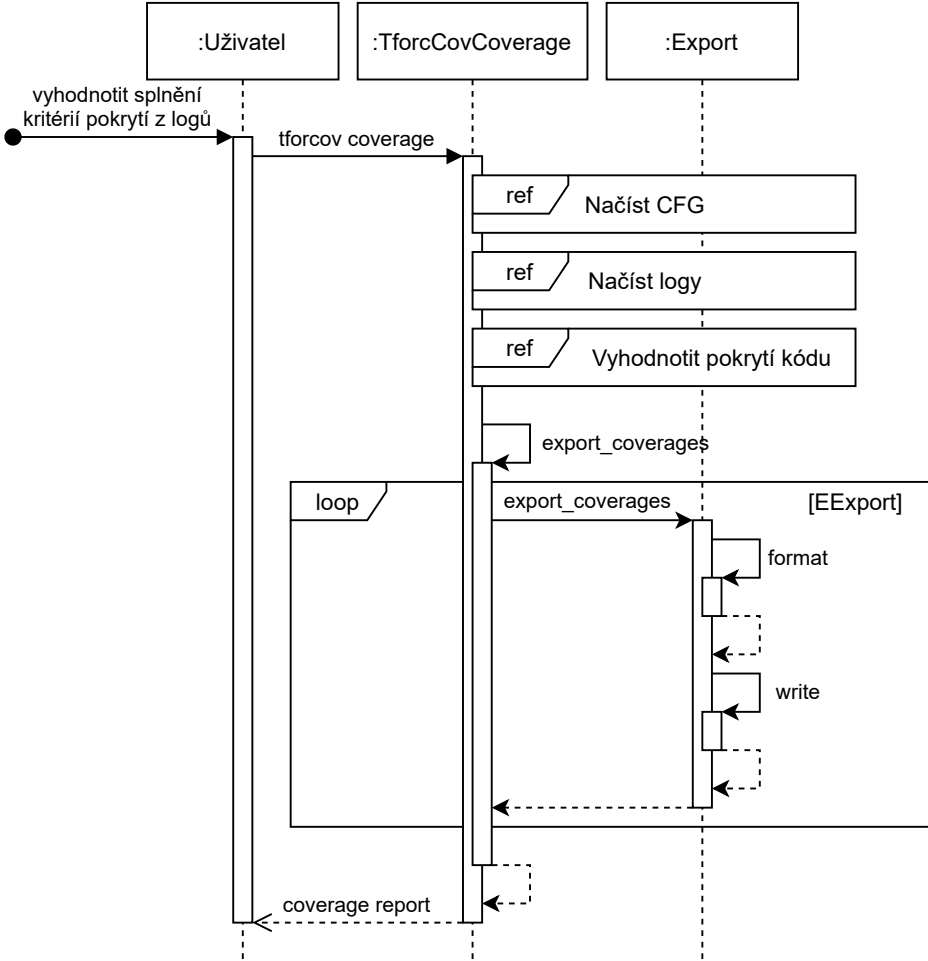 :Uživatel
:TforcCovCoverage
:Export
vyhodnotit splnění
kritérií pokrytí z logů
tforcov coverage
ref
Načíst CFG
ref
Načíst logy
ref
Vyhodnotit pokrytí kódu
export_coverages
loop
export_coverages
[EExport]
format
write
coverage report